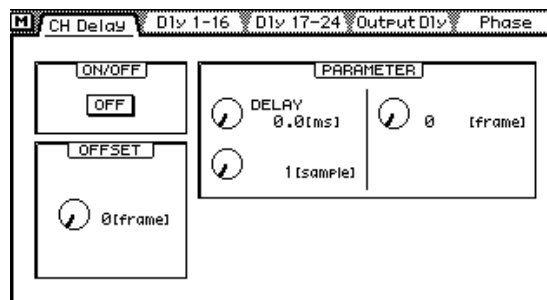 M CH Delay Dly 1-16 Dly 17-24 Output Dly Phase
ON/OFF
OFF
PARAMETER
DELAY
0.0[ms]
0 [frame]
1[sample]
OFFSET
0[frame]